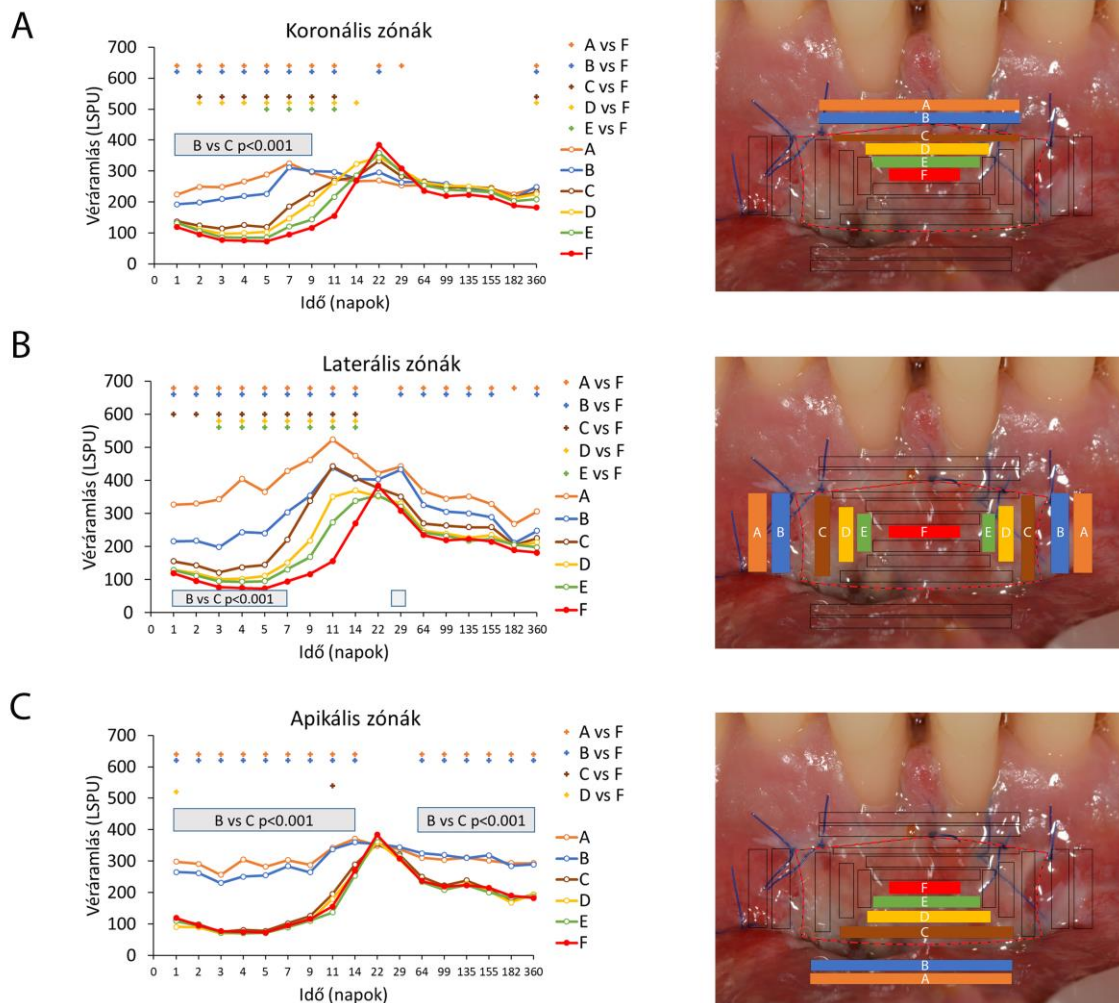 A
Koronális zónák
Véráramlás (LSPU)
700
600
500
400
300
200
100
0
B vs C p<0.001
0 1 2 3 4 5 7 9 11 14 22 29 64 99 135 155 182 360
Idő (napok)
A vs F
B vs F
C vs F
D vs F
E vs F
A
B
C
D
E
F
A
B
C
D
E
F
B
Laterális zónák
Véráramlás (LSPU)
700
600
500
400
300
200
100
0
B vs C p<0.001
0 1 2 3 4 5 7 9 11 14 22 29 64 99 135 155 182 360
Idő (napok)
A vs F
B vs F
C vs F
D vs F
E vs F
A
B
C
D
E
F
A B C D E F E D C B A
C
Apikális zónák
Véráramlás (LSPU)
700
600
500
400
300
200
100
0
B vs C p<0.001 B vs C p<0.001
0 1 2 3 4 5 7 9 11 14 22 29 64 99 135 155 182 360
Idő (napok)
A vs F
B vs F
C vs F
D vs F
A
B
C
D
E
F
F
E
D
C
B
A